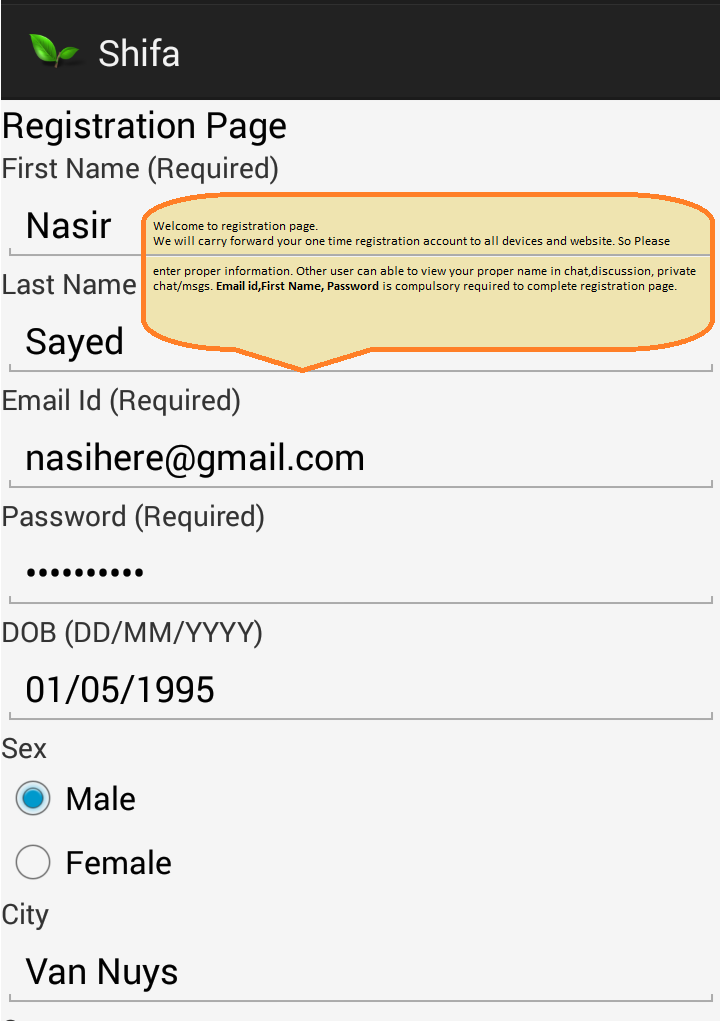 Shifa
Registration Page
First Name (Required)
Nasir
Welcome to registration page.
We will carry forward your one time registration account to all devices and website. So Please
enter proper information. Other user can able to view your proper name in chat,discussion, private
chat/msgs. Email id,First Name, Password is compulsory required to complete registration page.
Last Name
Sayed
Email Id (Required)
nasihere@gmail.com
Password (Required)
••••••••••
DOB (DD/MM/YYYY)
01/05/1995
Sex
Male
Female
City
Van Nuys